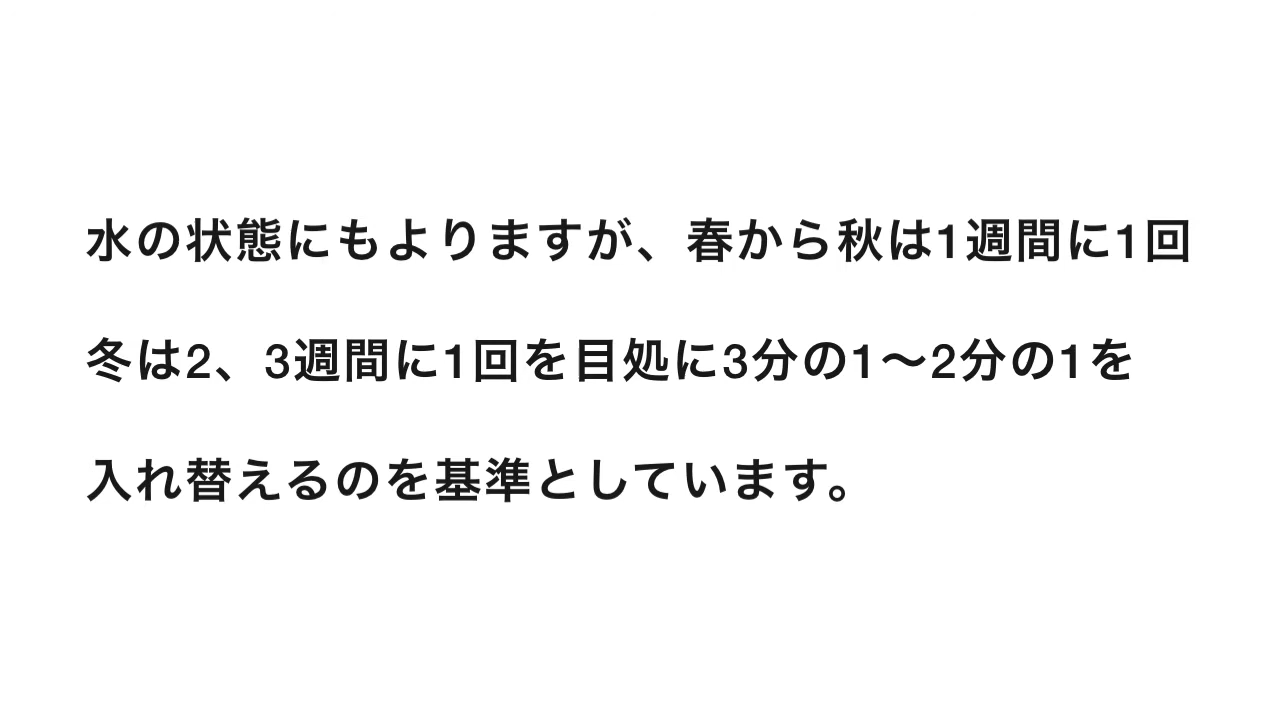 水の状態にもよりますが、春から秋は1週間に1回
冬は2、3週間に1回を目処に3分の1〜2分の1を
入れ替えるのを基準としています。